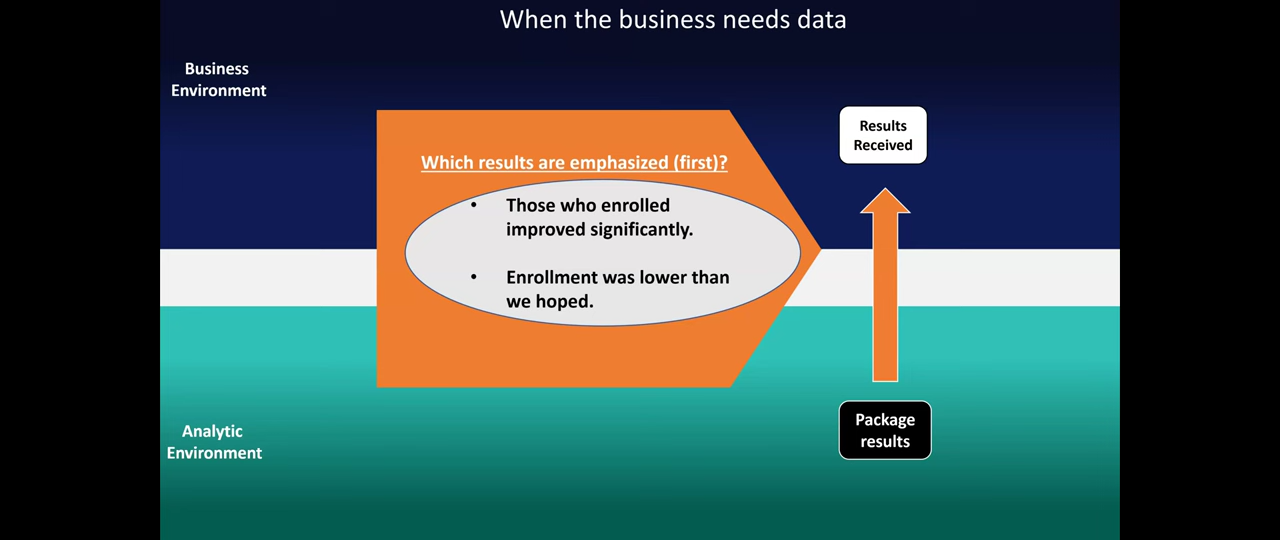 When the business needs data
Business
Environment
Results
Received
Which results are emphasized (first)?
• Those who enrolled
improved significantly.
• Enrollment was lower than
we hoped.
Package
results
Analytic
Environment